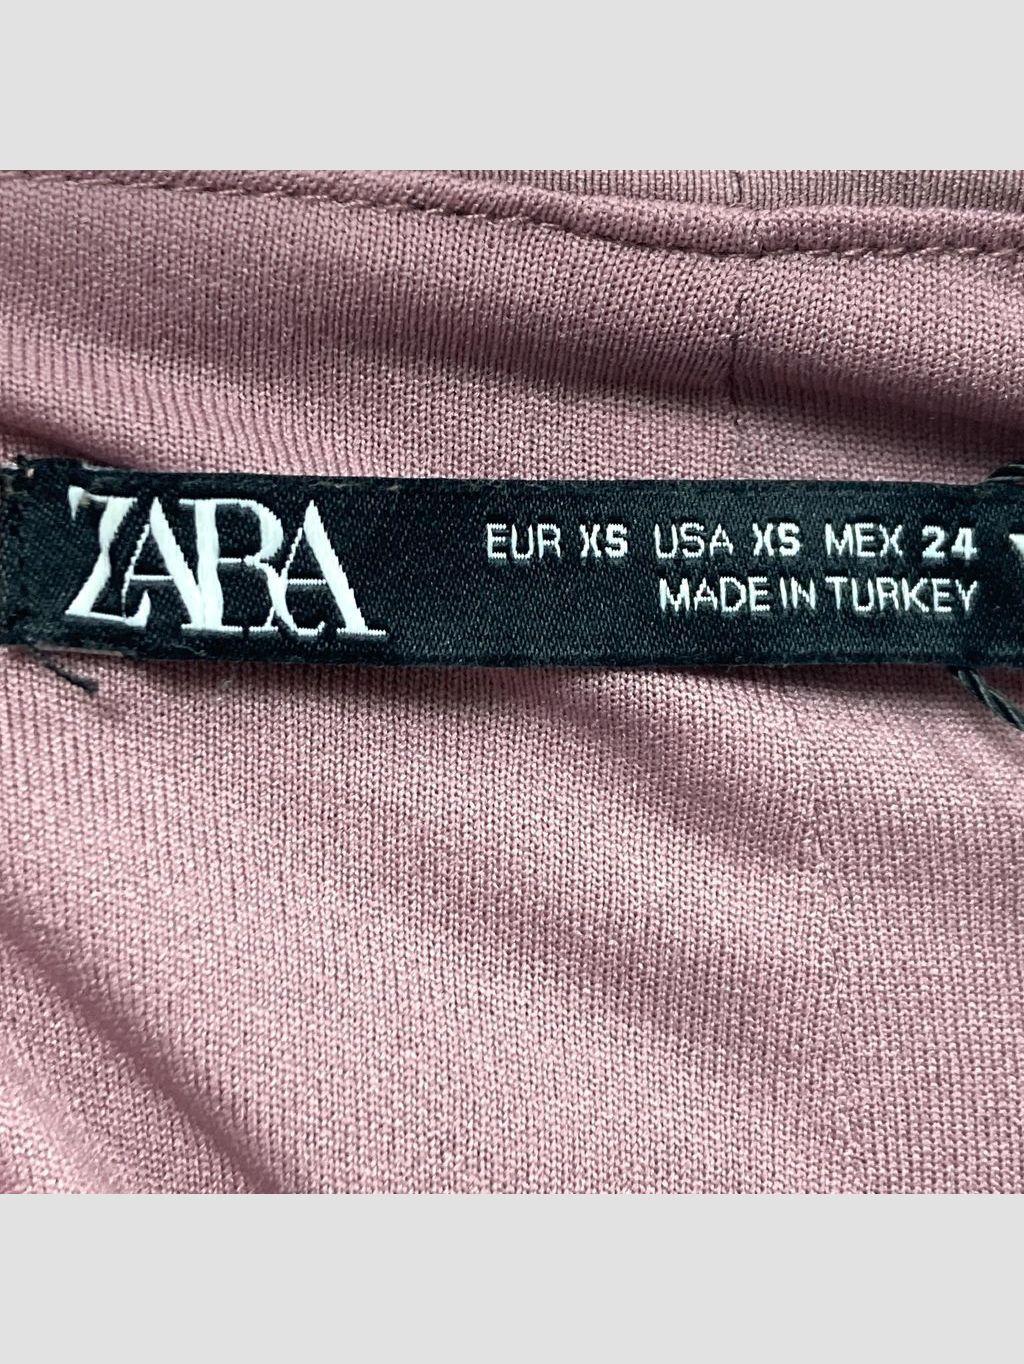 ZARA
EUR XS USA XS MEX 24
MADE IN TURKEY